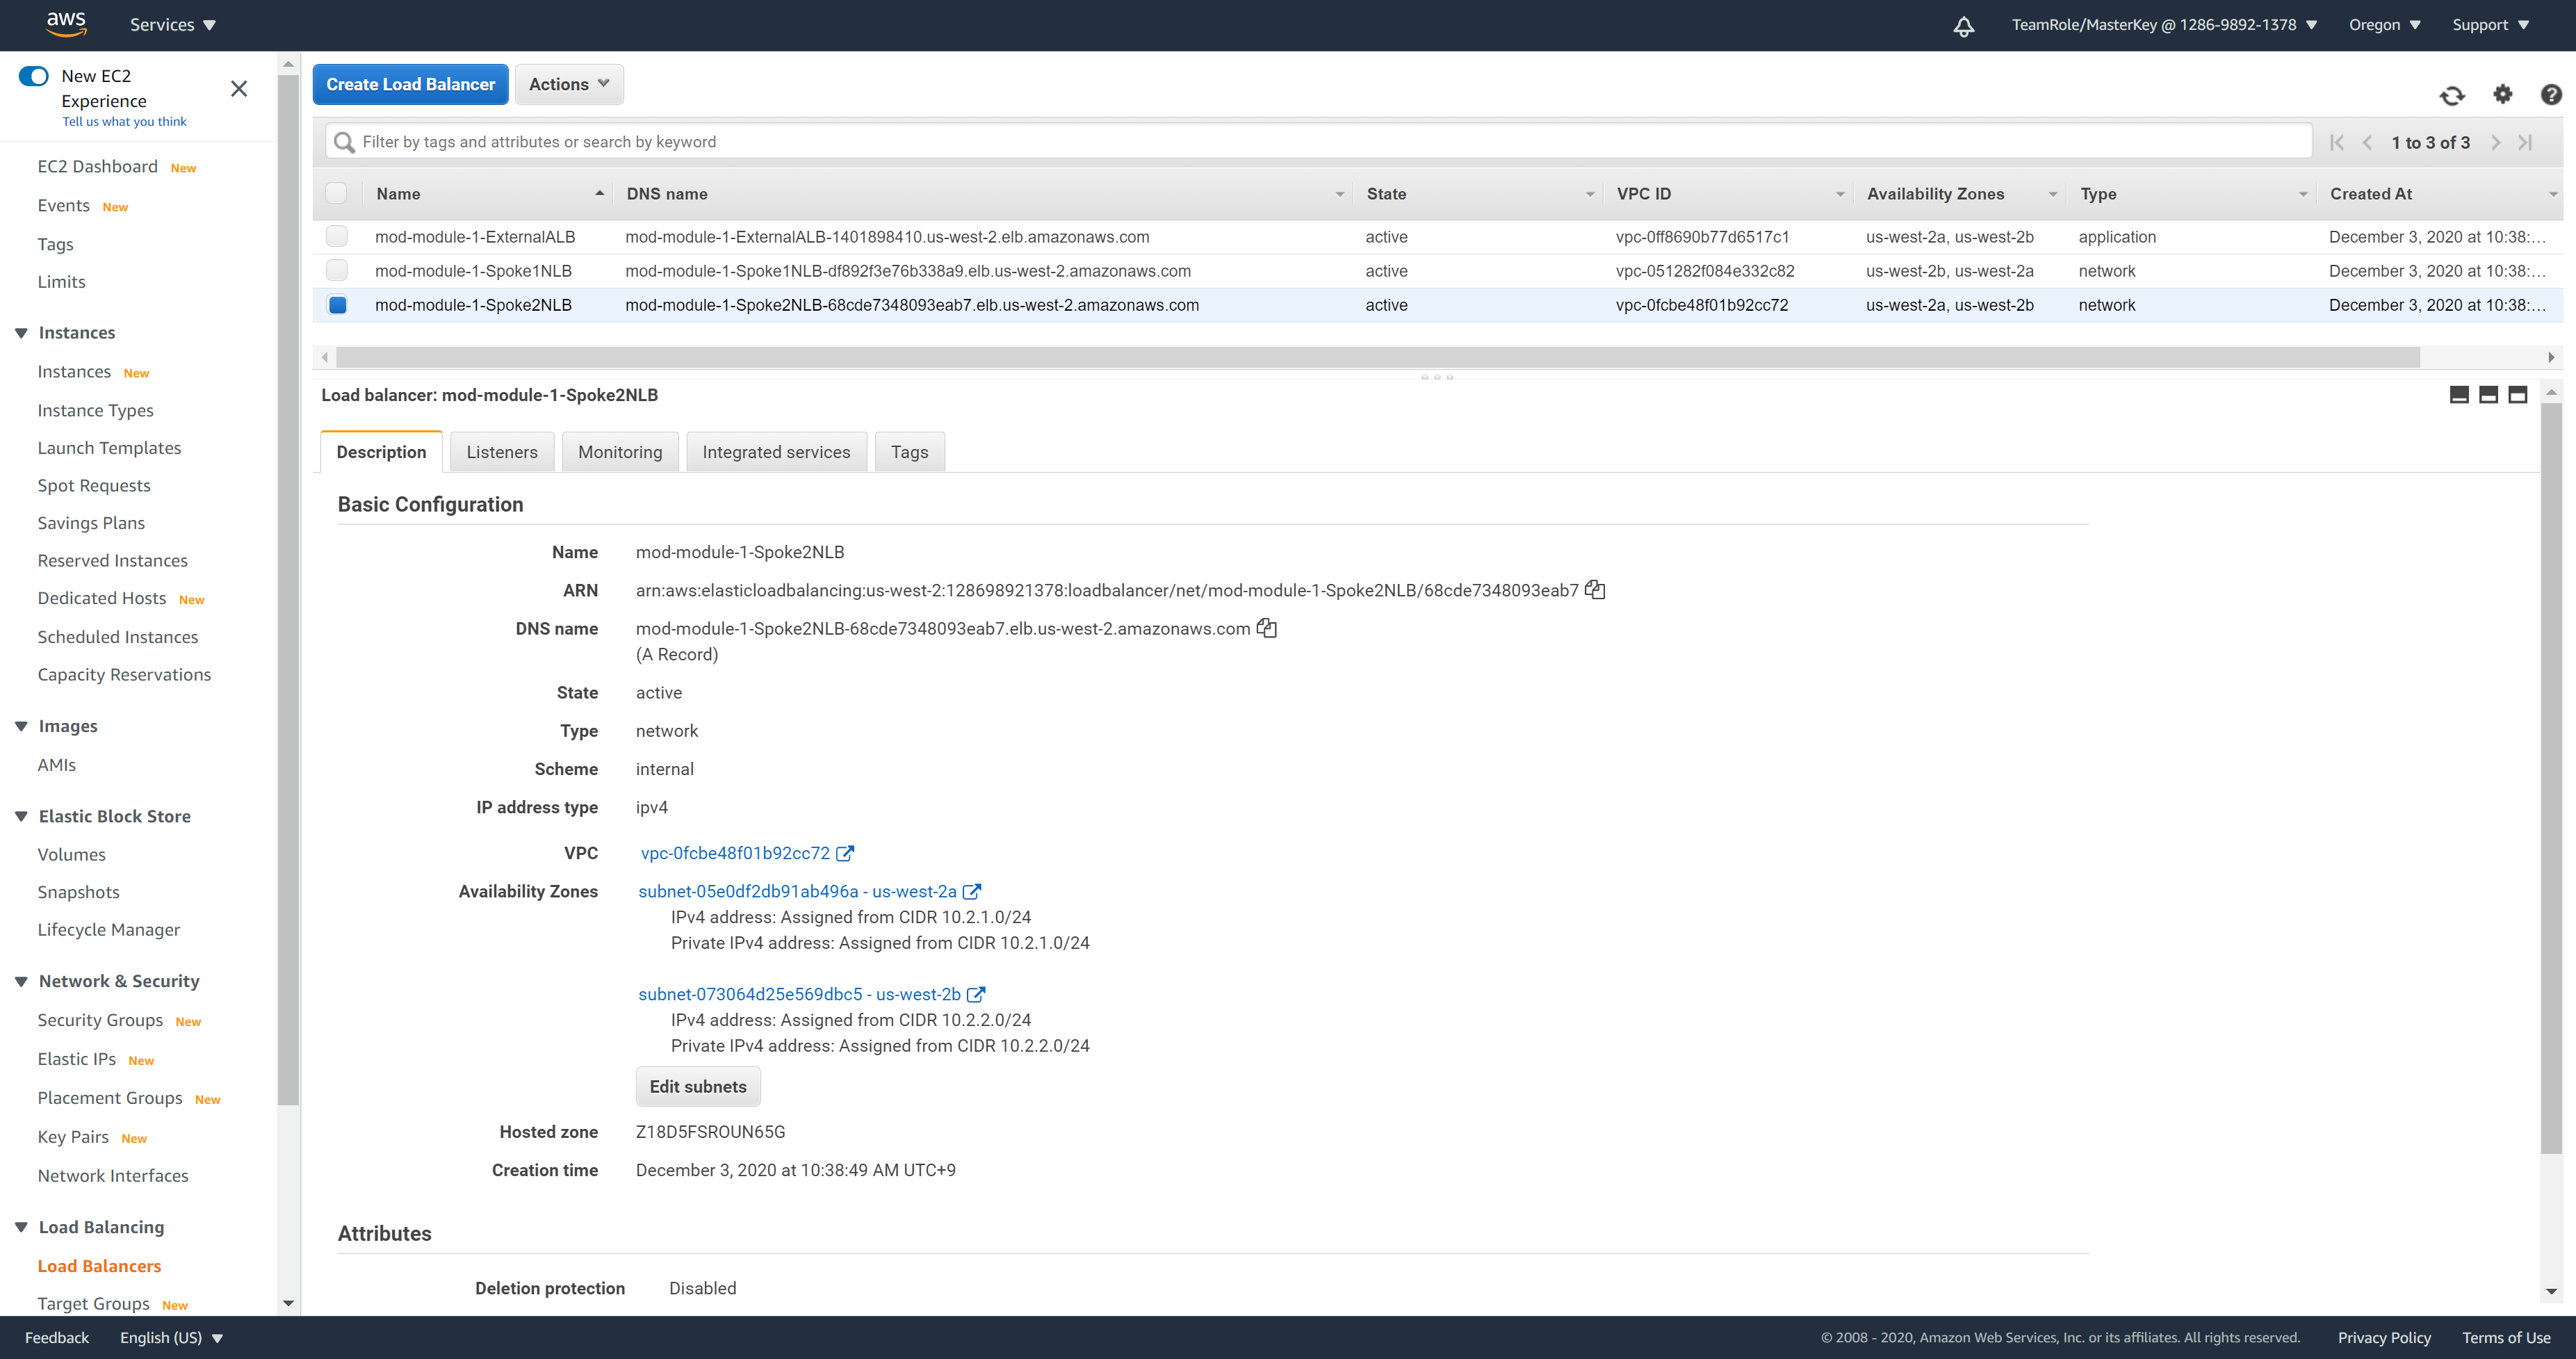 aws Services TeamRole/MasterKey @ 1286-9892-1378 Oregon Support
New EC2
Experience
Tell us what you think
EC2 Dashboard New
Events New
Tags
Limits
Instances
Instances New
Instance Types
Launch Templates
Spot Requests
Savings Plans
Reserved Instances
Dedicated Hosts New
Scheduled Instances
Capacity Reservations
Images
AMIs
Elastic Block Store
Volumes
Snapshots
Lifecycle Manager
Network & Security
Security Groups New
Elastic IPs New
Placement Groups New
Key Pairs New
Network Interfaces
Load Balancing
Load Balancers
Target Groups New
Create Load Balancer Actions
Filter by tags and attributes or search by keyword 1 to 3 of 3
Name DNS name State VPC ID Availability Zones Type Created At
mod-module-1-ExternalALB mod-module-1-ExternalALB-1401898410.us-west-2.elb.amazonaws.com active vpc-0ff8690b77d6517c1 us-west-2a, us-west-2b application December 3, 2020 at 10:38:...
mod-module-1-Spoke1NLB mod-module-1-Spoke1NLB-df892f3e76b338a9.elb.us-west-2.amazonaws.com active vpc-051282f084e332c82 us-west-2b, us-west-2a network December 3, 2020 at 10:38:...
mod-module-1-Spoke2NLB mod-module-1-Spoke2NLB-68cde7348093eab7.elb.us-west-2.amazonaws.com active vpc-0fcbe48f01b92cc72 us-west-2a, us-west-2b network December 3, 2020 at 10:38:...
Load balancer: mod-module-1-Spoke2NLB
Description Listeners Monitoring Integrated services Tags
Basic Configuration
Name mod-module-1-Spoke2NLB
ARN arn:aws:elasticloadbalancing:us-west-2:128698921378:loadbalancer/net/mod-module-1-Spoke2NLB/68cde7348093eab7
DNS name mod-module-1-Spoke2NLB-68cde7348093eab7.elb.us-west-2.amazonaws.com
(A Record)
State active
Type network
Scheme internal
IP address type ipv4
VPC vpc-0fcbe48f01b92cc72
Availability Zones subnet-05e0df2db91ab496a - us-west-2a
IPv4 address: Assigned from CIDR 10.2.1.0/24
Private IPv4 address: Assigned from CIDR 10.2.1.0/24
subnet-073064d25e569dbc5 - us-west-2b
IPv4 address: Assigned from CIDR 10.2.2.0/24
Private IPv4 address: Assigned from CIDR 10.2.2.0/24
Edit subnets
Hosted zone Z18D5FSROUN65G
Creation time December 3, 2020 at 10:38:49 AM UTC+9
Attributes
Deletion protection Disabled
Feedback English (US) © 2008 - 2020, Amazon Web Services, Inc. or its affiliates. All rights reserved. Privacy Policy Terms of Use